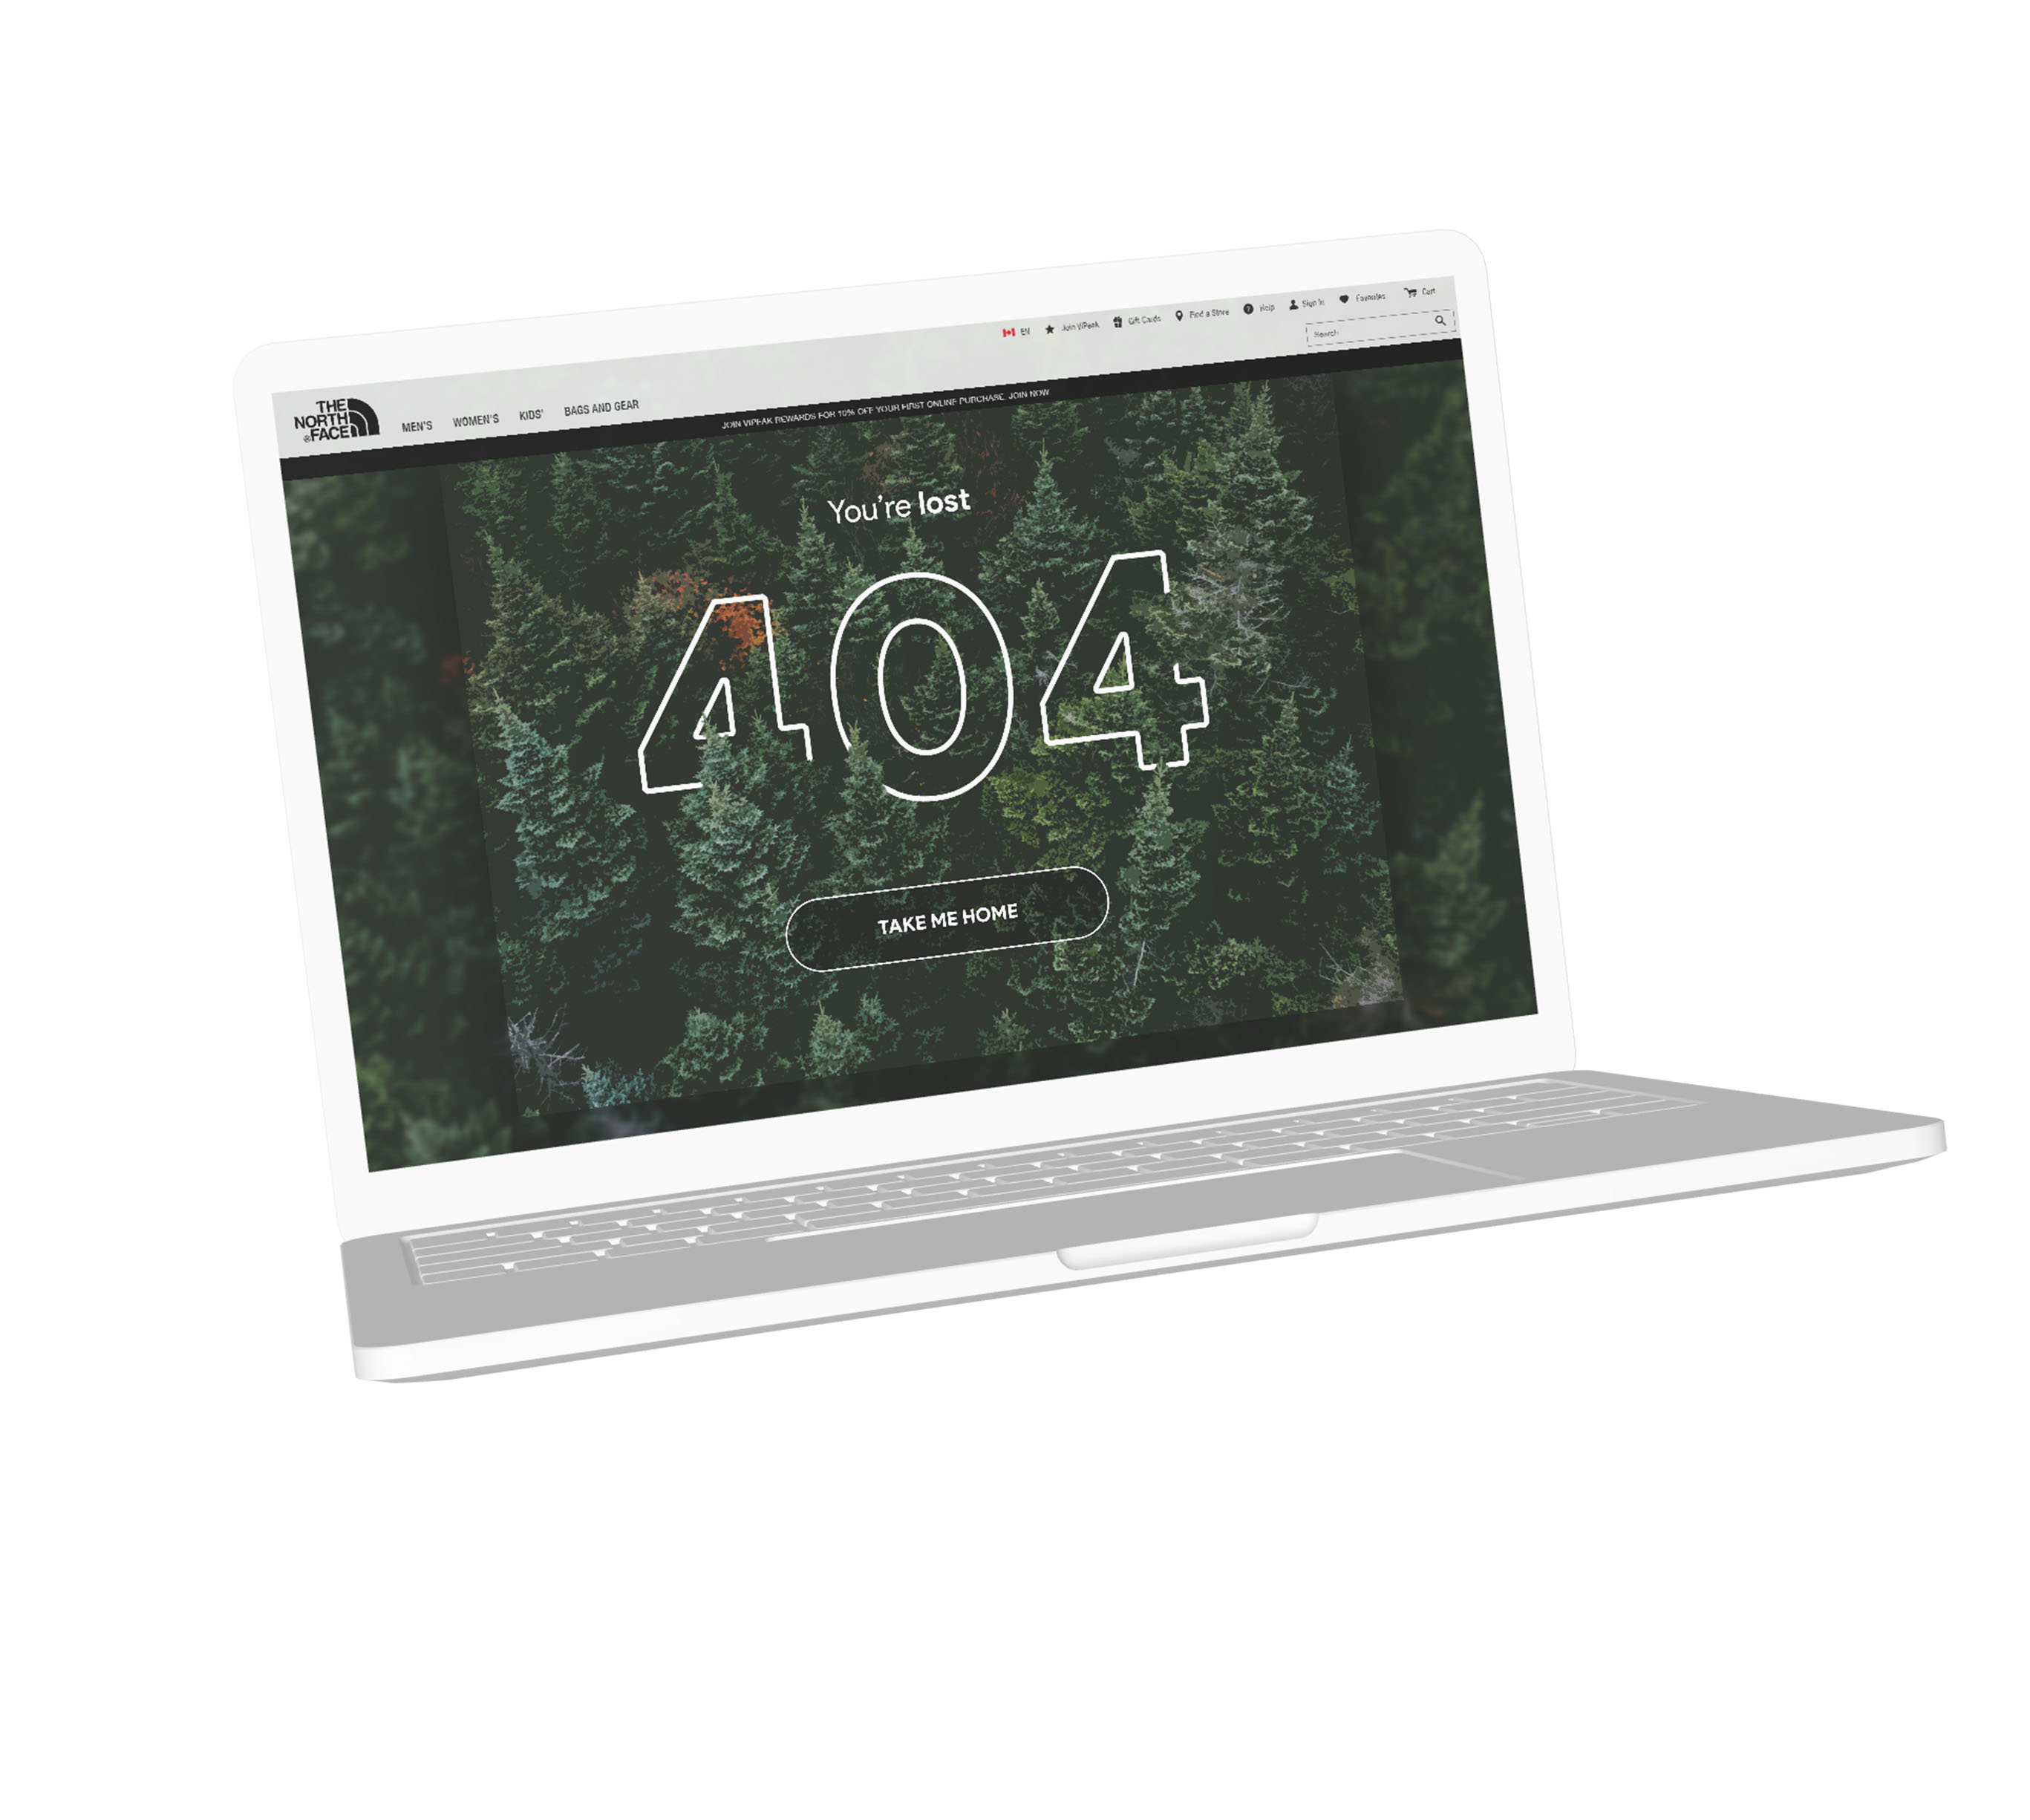 EN
Join VIPeak
Gift Cards
Find a Store
Help
Sign In
Favorites
Cart
Search
THE
NORTH
FACE
MEN'S
WOMEN'S
KIDS'
BAGS AND GEAR
JOIN VIPEAK REWARDS FOR 10% OFF YOUR FIRST ONLINE PURCHASE. JOIN NOW
You're lost
404
TAKE ME HOME